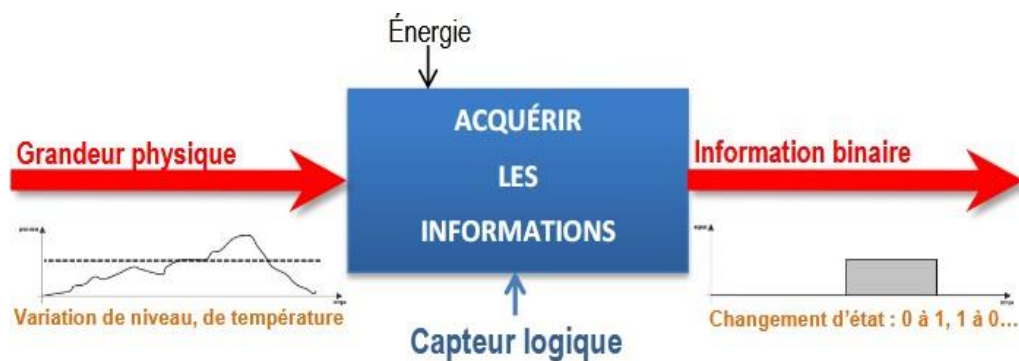 Énergie
ACQUÉRIR
LES
INFORMATIONS
Grandeur physique
Information binaire
Variation de niveau, de température
Changement d'état : 0 à 1, 1 à 0...
Capteur logique